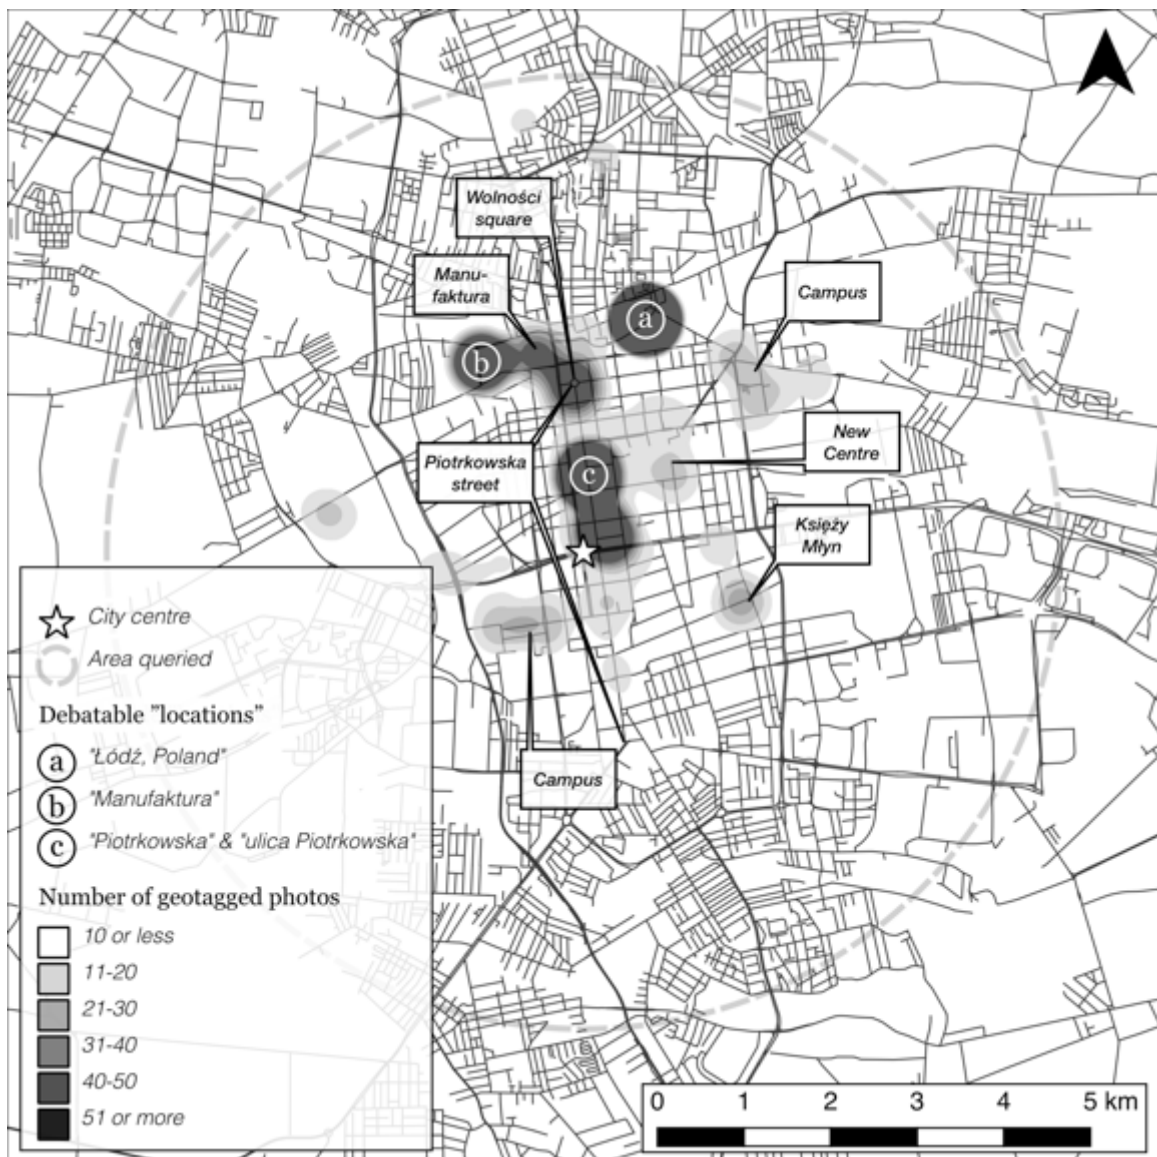 Wolności
square
Manu-
faktura
Campus
a
b
New
Centre
Piotrkowska
street
c
Księży
Młyn
City centre
Area queried
Debatable "locations"
a "Łódź, Poland"
b "Manufaktura"
c "Piotrkowska" & "ulica Piotrkowska"
Campus
Number of geotagged photos
10 or less
11-20
21-30
31-40
40-50
51 or more
0 1 2 3 4 5 km